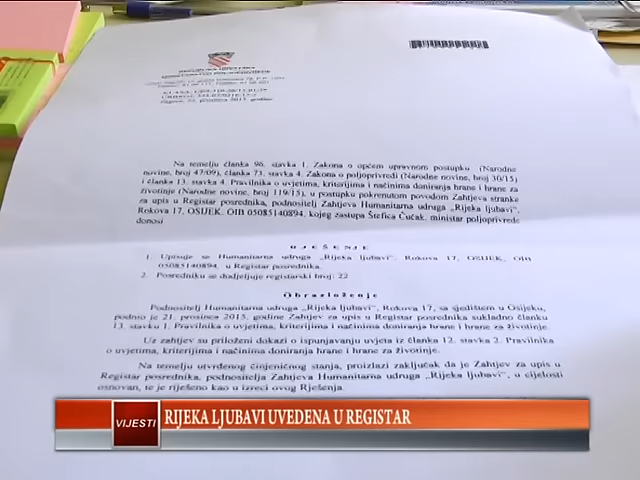 REPUBLIKA HRVATSKA
Na temelju članka 96. stavka 1. Zakona o općem upravnom postupku (Narodne
novine, broj 47/09), članka 73. stavka 4. Zakona o poljoprivredi (Narodne novine, broj 30/15)
i članka 13. stavka 4. Pravilnika o uvjetima, kriterijima i načinima doniranja hrane i hrane za
životinje (Narodne novine, broj 119/15), u postupku pokrenutom povodom Zahtjeva stranke
za upis u Registar posrednika, podnositelj Zahtjeva Humanitarna udruga „Rijeka ljubavi",
Rokova 17, OSIJEK, OIB 05085140894, kojeg zastupa Štefica Čučak, ministar poljoprivrede
donosi
RJEŠENJE
1. Upisuje se Humanitarna udruga „Rijeka ljubavi", Rokova 17, OSIJEK, OIB
05085140894, u Registar posrednika.
2. Posredniku se dodjeljuje registarski broj: 22
Obrazloženje
Podnositelj Humanitarna udruga „Rijeka ljubavi", Rokova 17, sa sjedištem u Osijeku,
podnio je 21. prosinca 2015. godine Zahtjev za upis u Registar posrednika sukladno članku
13. stavku 1. Pravilnika o uvjetima, kriterijima i načinima doniranja hrane i hrane za životinje.
Uz zahtjev su priloženi dokazi o ispunjavanju uvjeta iz članka 12. stavka 2. Pravilnika
o uvjetima, kriterijima i načinima doniranja hrane i hrane za životinje.
Na temelju utvrđenog činjeničnog stanja, proizlazi zaključak da je Zahtjev za upis u
Registar posrednika, podnositelja Zahtjeva Humanitarna udruga „Rijeka ljubavi", u cijelosti
osnovan, te je riješeno kao u izreci ovog Rješenja.
VIJESTI
RIJEKA LJUBAVI UVEDENA U REGISTAR